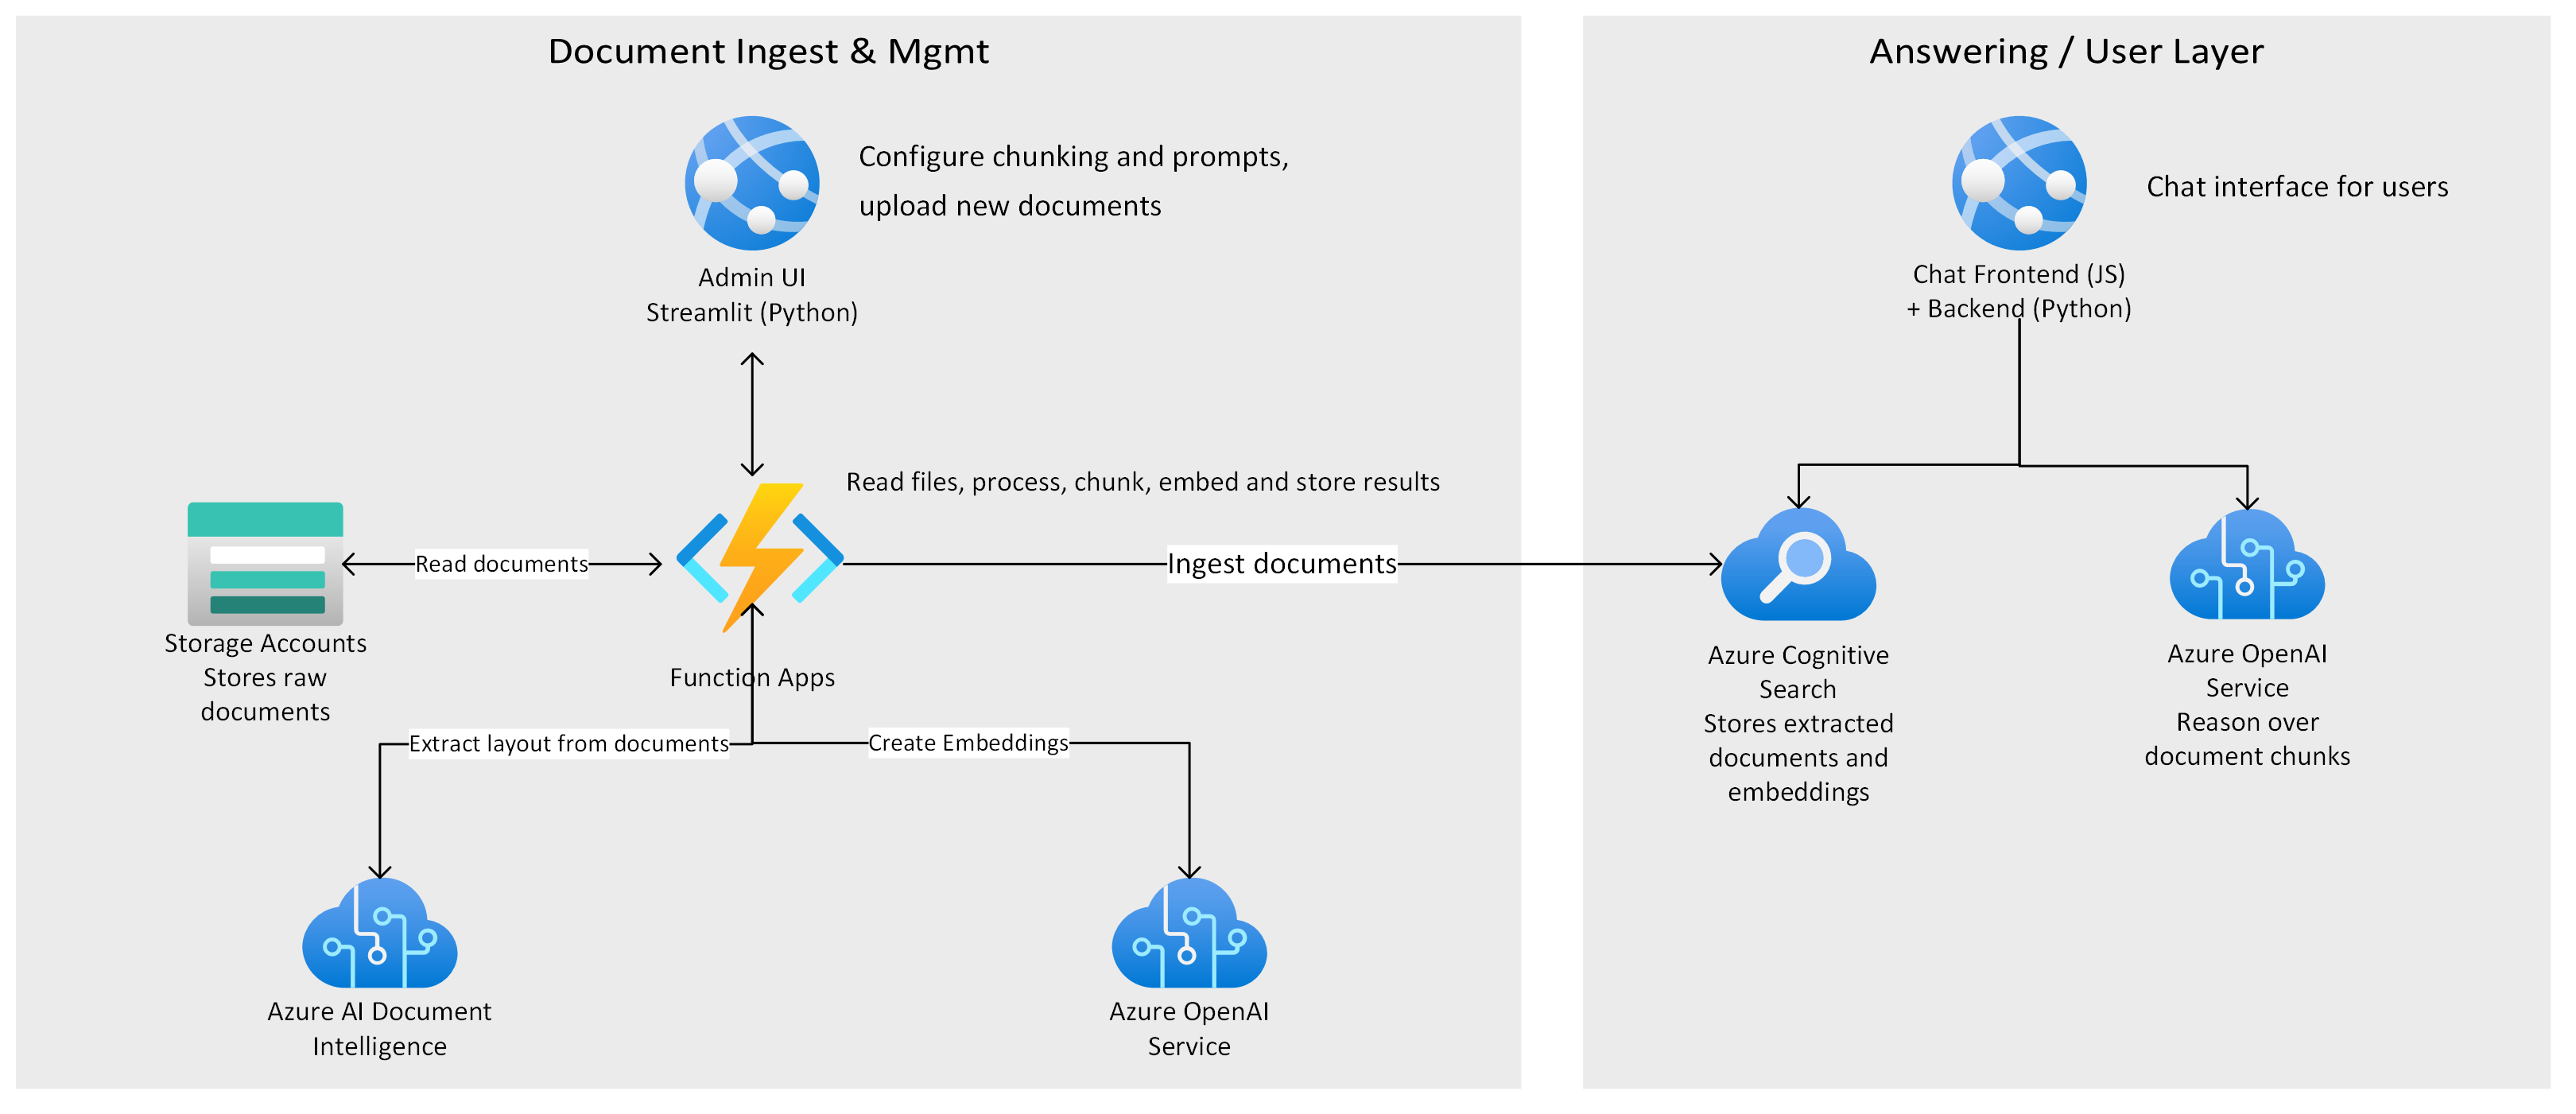 Document Ingest & Mgmt
Configure chunking and prompts,
upload new documents
Admin UI
Streamlit (Python)
Read files, process, chunk, embed and store results
Read documents
Ingest documents
Storage Accounts
Stores raw
documents
Function Apps
Extract layout from documents
Create Embeddings
Azure AI Document
Intelligence
Azure OpenAI
Service
Answering / User Layer
Chat interface for users
Chat Frontend (JS)
+ Backend (Python)
Azure Cognitive
Search
Stores extracted
documents and
embeddings
Azure OpenAI
Service
Reason over
document chunks